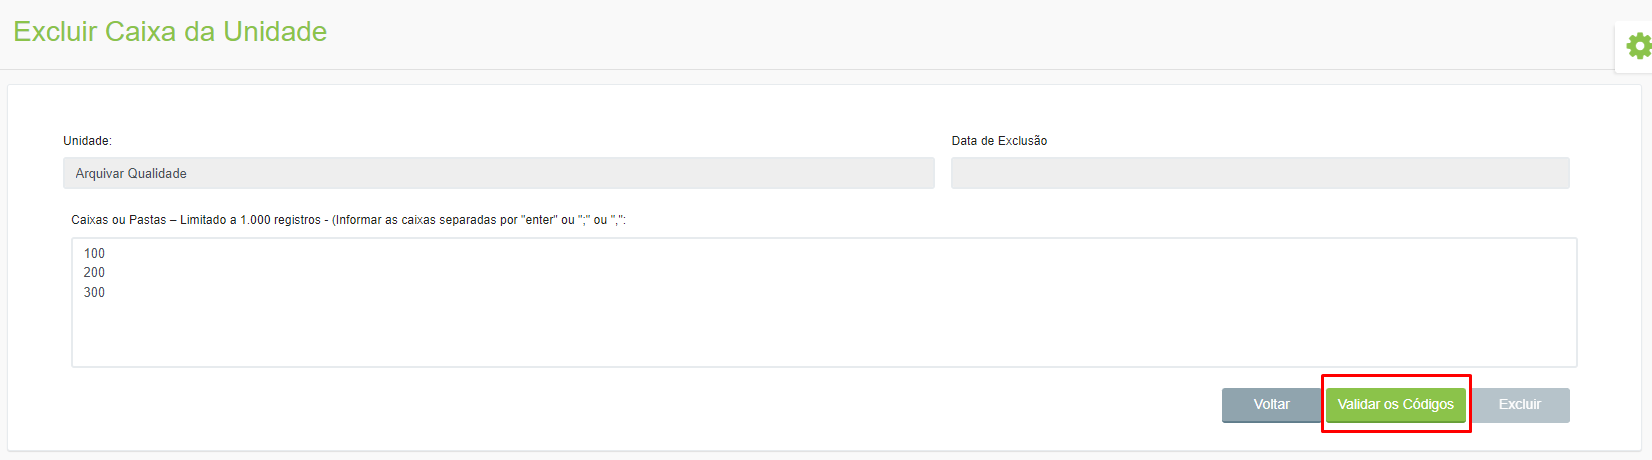 Excluir Caixa da Unidade
Unidade:
Data de Exclusão
Arquivar Qualidade
Caixas ou Pastas – Limitado a 1.000 registros - (Informar as caixas separadas por "enter" ou ";" ou ",":
100
200
300
Voltar
Validar os Códigos
Excluir